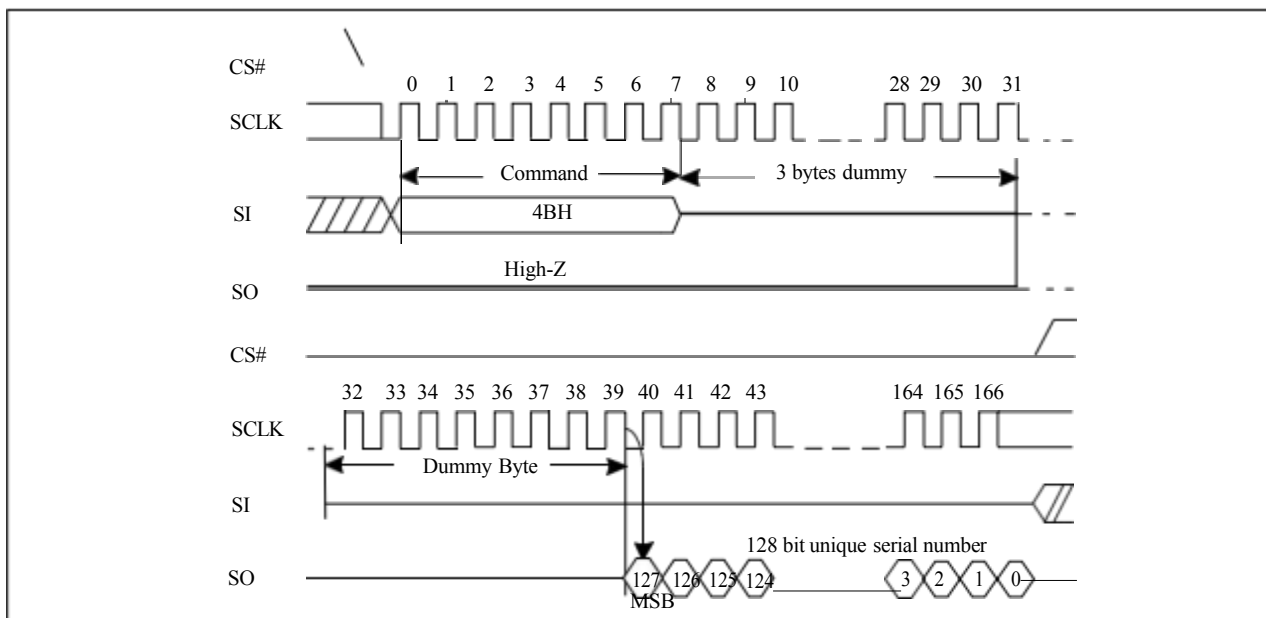 CS#
0 1 2 3 4 5 6 7 8 9 10 28 29 30 31
SCLK
Command 3 bytes dummy
SI 4BH
High-Z
SO
CS#
32 33 34 35 36 37 38 39 40 41 42 43 164 165 166
SCLK
Dummy Byte
SI
128 bit unique serial number
SO 127 126 125 124 3 2 1 0
MSB